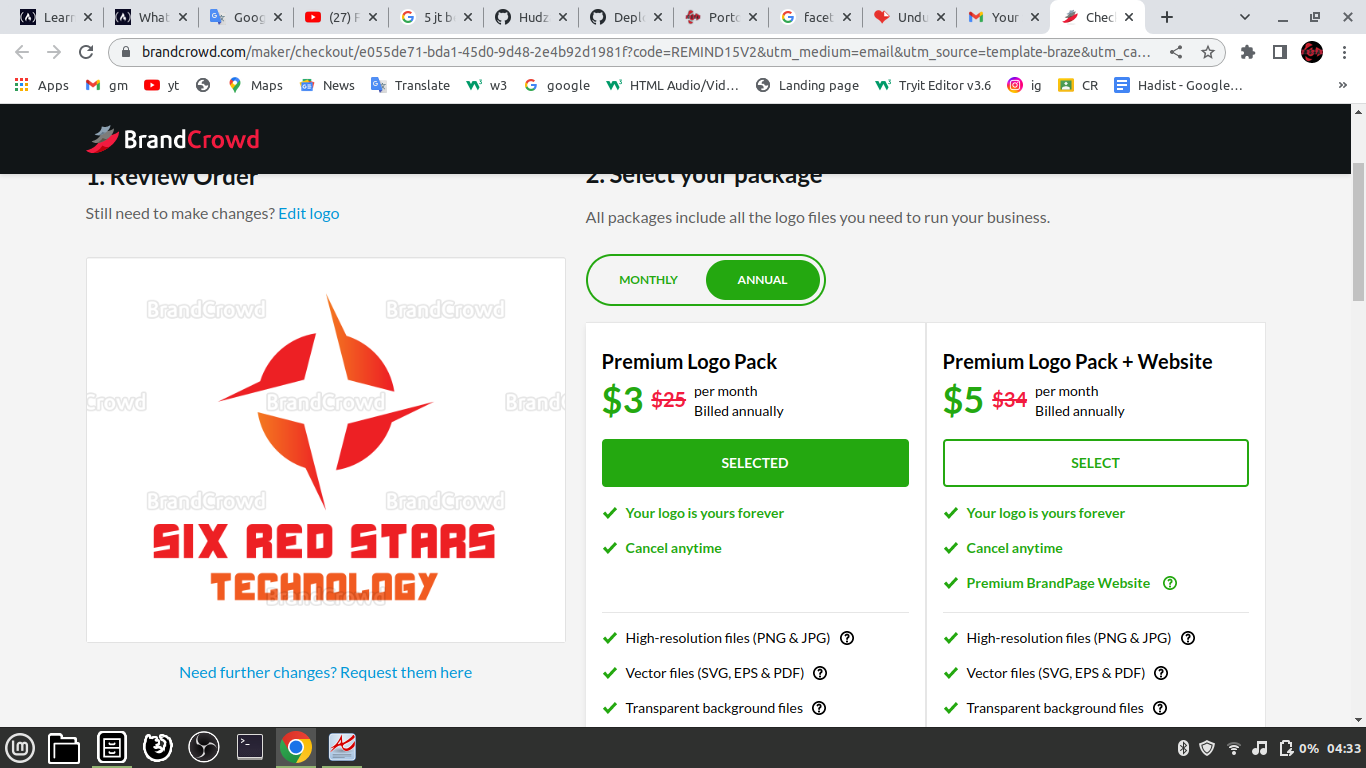 Learn
What
Goog
(27) F
5 jt be
Hudz
Deplo
Porto
facet
Undu
Your
Chec
brandcrowd.com/maker/checkout/e055de71-bda1-45d0-9d48-2e4b92d1981f?code=REMIND15V2&utm_medium=email&utm_source=template-braze&utm_ca…
Apps
gm
yt
Maps
News
Translate
w3
google
HTML Audio/Vid…
Landing page
Tryit Editor v3.6
ig
CR
Hadist - Google…
»
BrandCrowd
1. Review Order
Still need to make changes? Edit logo
BrandCrowd BrandCrowd
Crowd BrandCrowd Brand
BrandCrowd BrandCrowd
SIX RED STARS
TECHNOLOGY
BrandCrowd
Need further changes? Request them here
2. Select your package
All packages include all the logo files you need to run your business.
MONTHLY ANNUAL
Premium Logo Pack
$3 $25 per month
Billed annually
SELECTED
Your logo is yours forever
Cancel anytime
High-resolution files (PNG & JPG) ?
Vector files (SVG, EPS & PDF) ?
Transparent background files ?
Premium Logo Pack + Website
$5 $34 per month
Billed annually
SELECT
Your logo is yours forever
Cancel anytime
Premium BrandPage Website ?
High-resolution files (PNG & JPG) ?
Vector files (SVG, EPS & PDF) ?
Transparent background files ?
0% 04:33